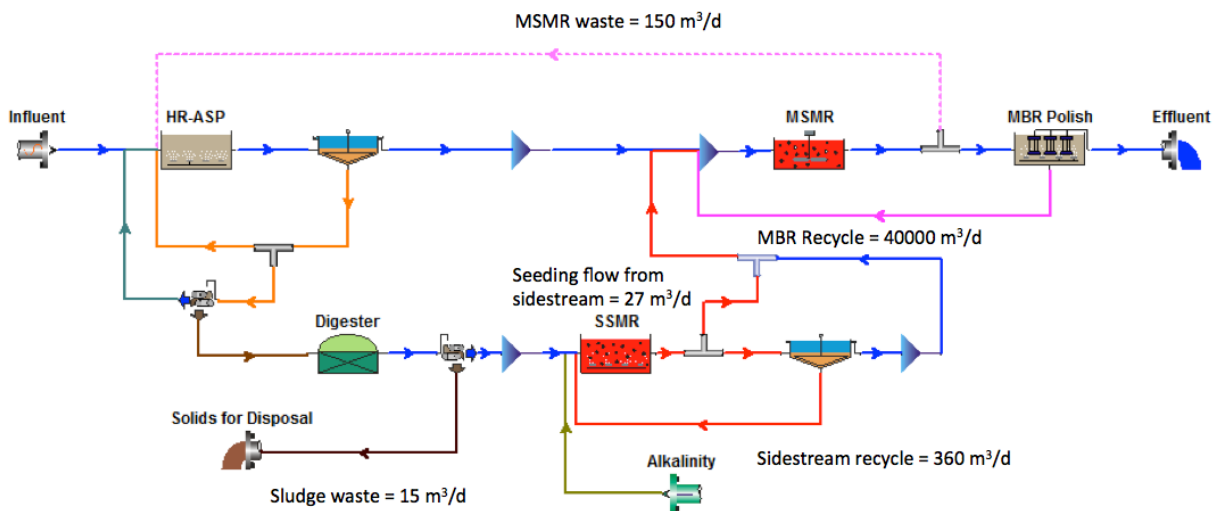 MSMR waste = 150 m³/d
Influent
HR-ASP
MSMR
MBR Polish
Effluent
MBR Recycle = 40000 m³/d
Seeding flow from
sidestream = 27 m³/d
Digester
SSMR
Solids for Disposal
Alkalinity
Sidestream recycle = 360 m³/d
Sludge waste = 15 m³/d